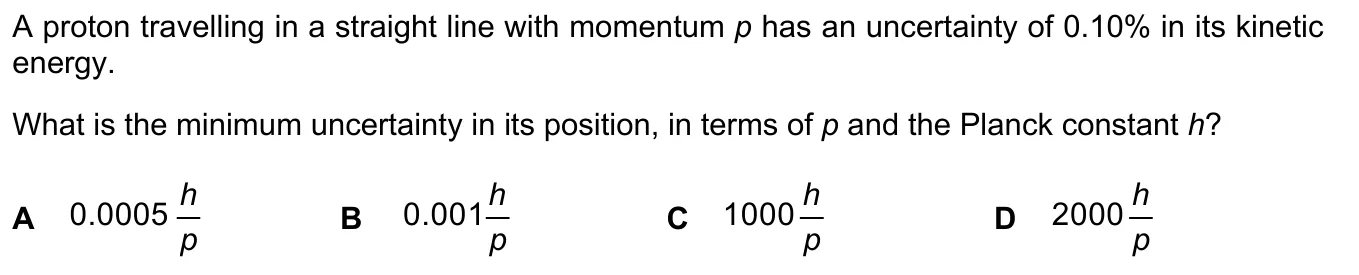 A proton travelling in a straight line with momentum p has an uncertainty of 0.10% in its kinetic
energy.
What is the minimum uncertainty in its position, in terms of p and the Planck constant h?
A 0.0005 h/p B 0.001 h/p C 1000 h/p D 2000 h/p